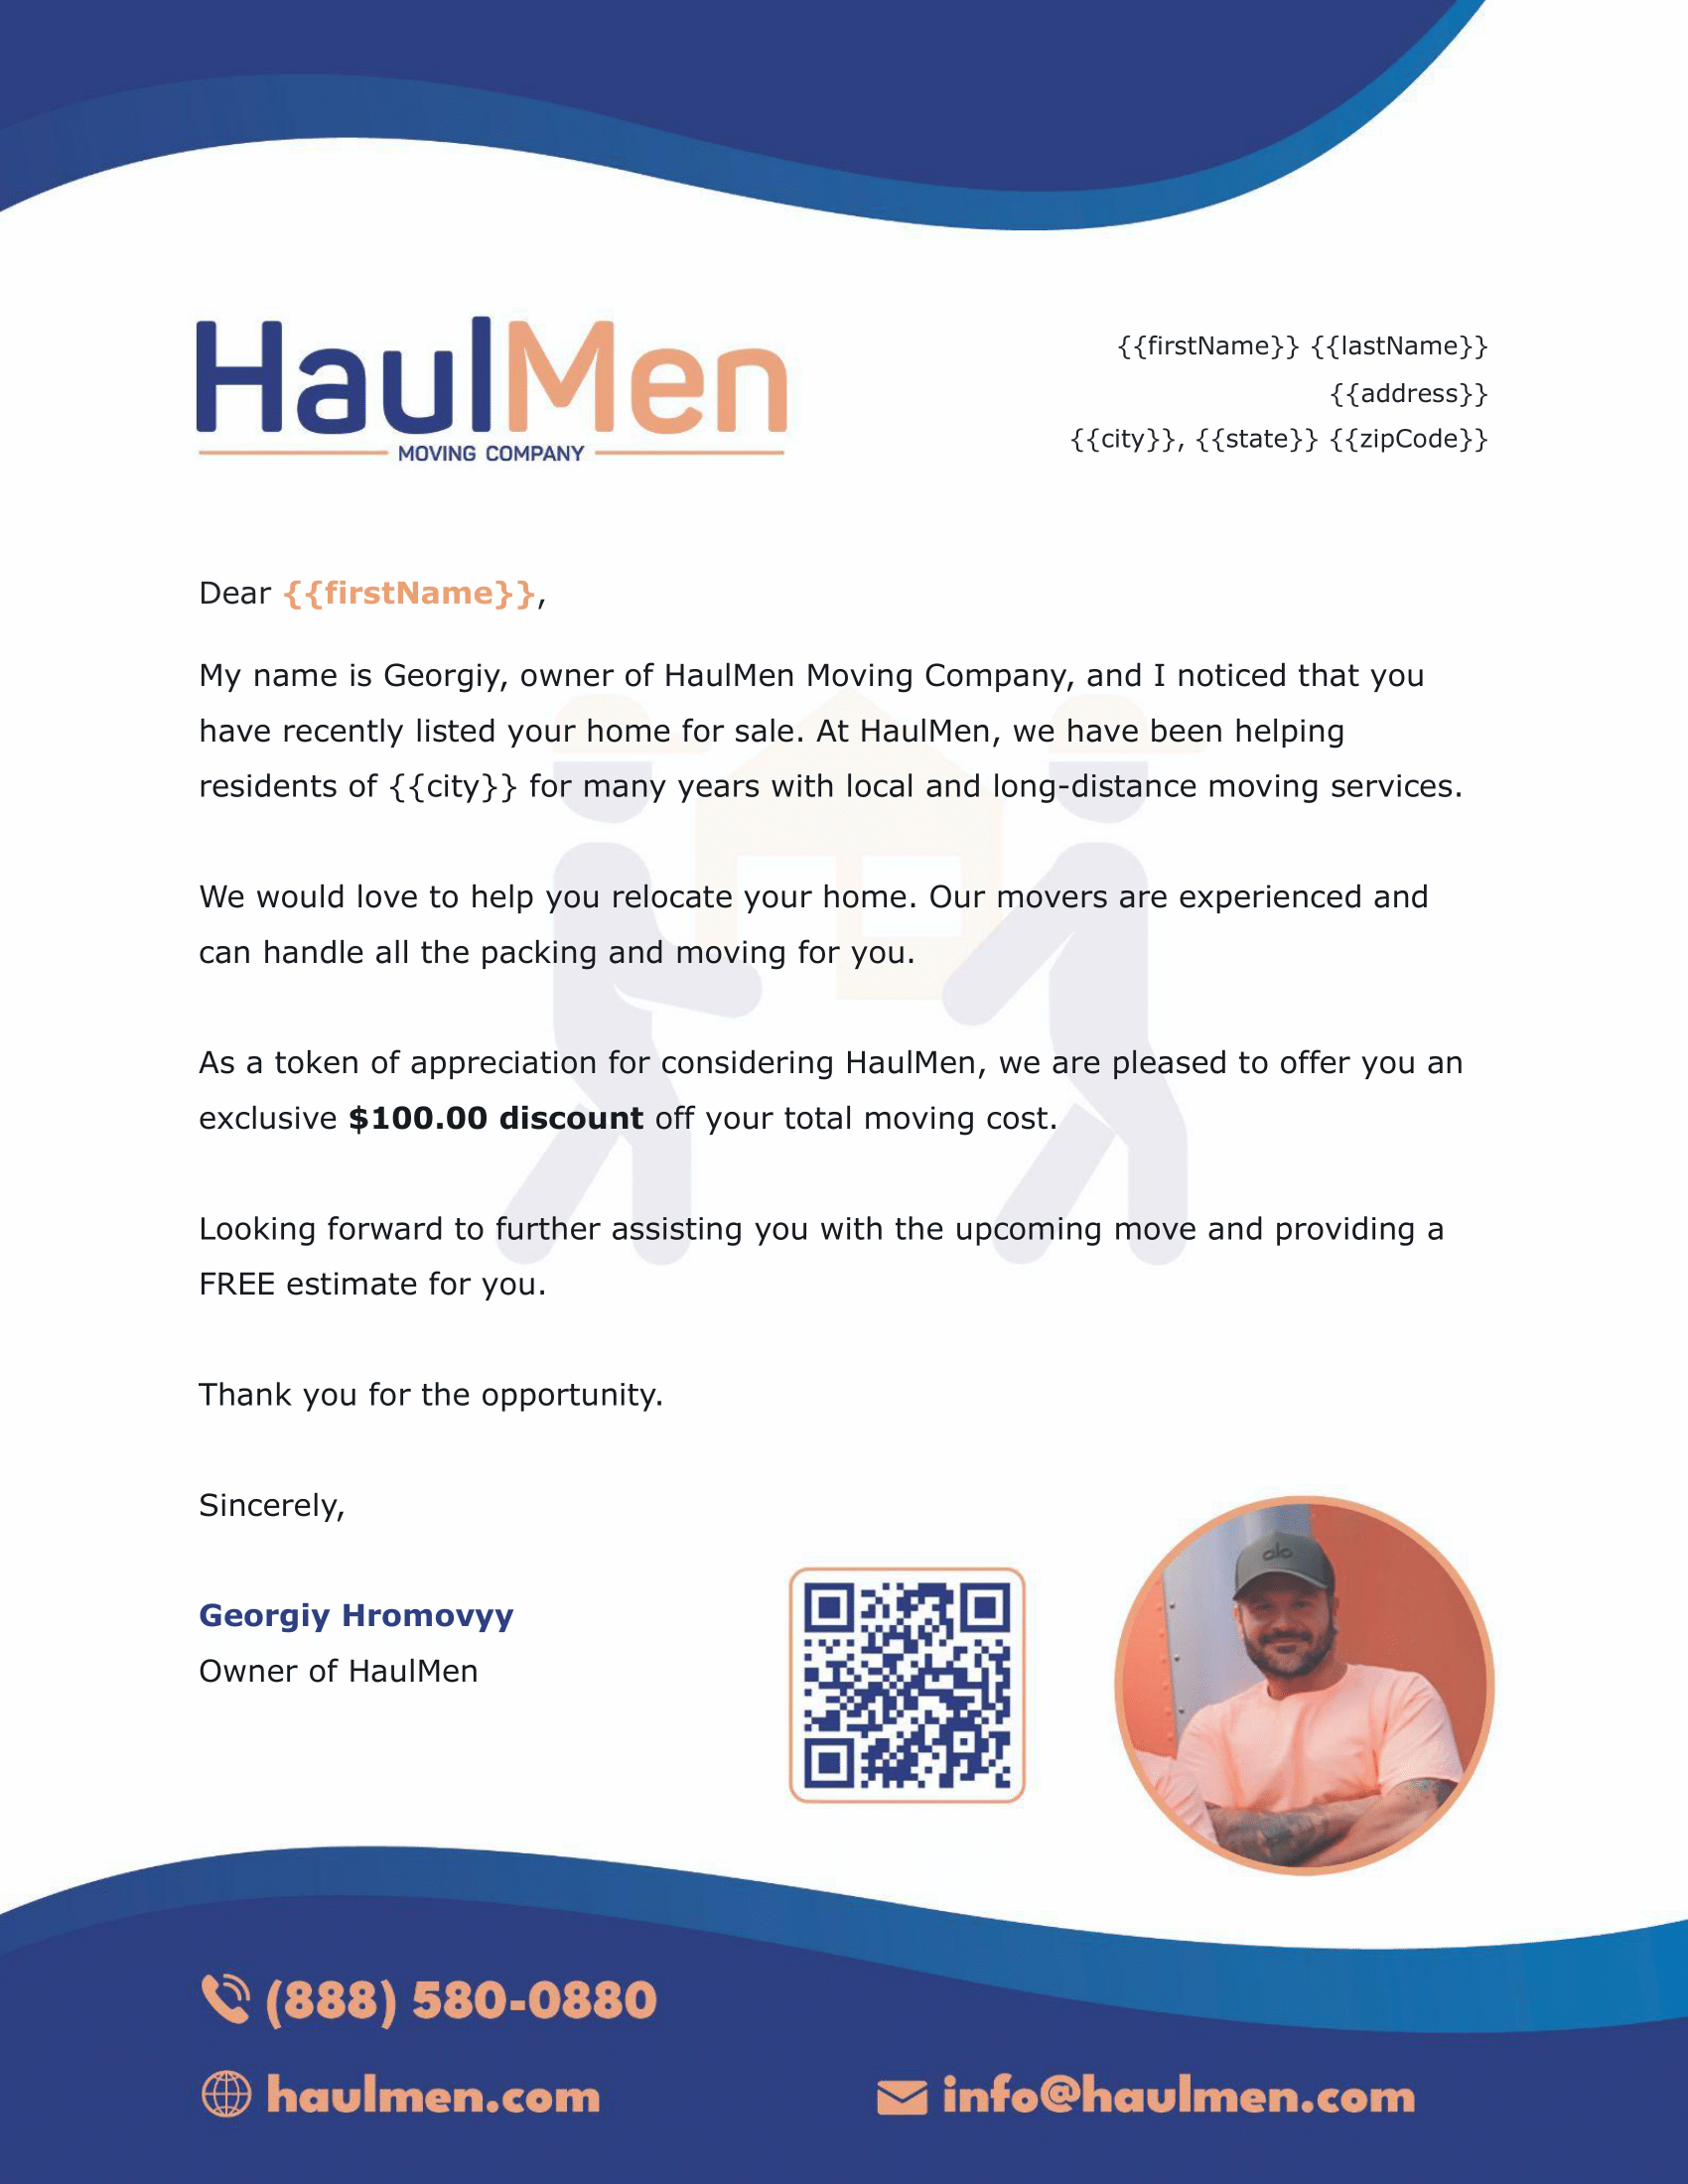 HaulMen
MOVING COMPANY
{{firstName}} {{lastName}}
{{address}}
{{city}}, {{state}} {{zipCode}}
Dear {{firstName}},
My name is Georgiy, owner of HaulMen Moving Company, and I noticed that you
have recently listed your home for sale. At HaulMen, we have been helping
residents of {{city}} for many years with local and long-distance moving services.
We would love to help you relocate your home. Our movers are experienced and
can handle all the packing and moving for you.
As a token of appreciation for considering HaulMen, we are pleased to offer you an
exclusive $100.00 discount off your total moving cost.
Looking forward to further assisting you with the upcoming move and providing a
FREE estimate for you.
Thank you for the opportunity.
Sincerely,
Georgiy Hromovyy
Owner of HaulMen
alo
(888) 580-0880
haulmen.com
info@haulmen.com